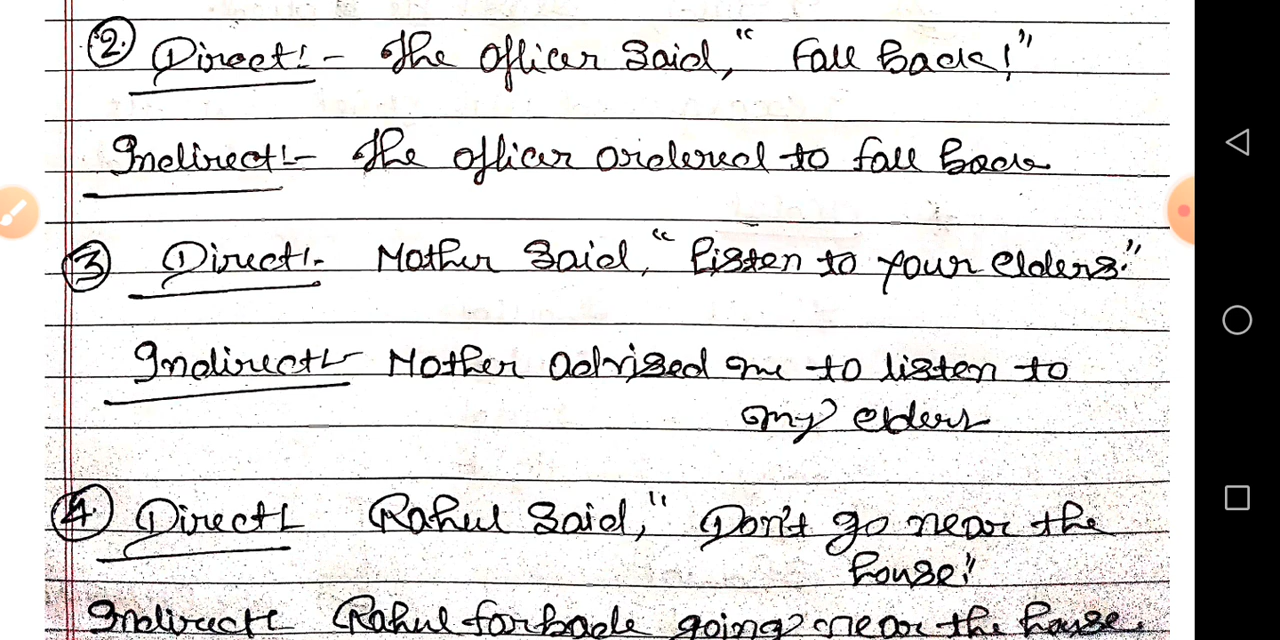 2. Direct:- The officer Said, "Fall back!"
Indirect:- The officer ordered to fall back
3 Direct:- Mother Said, "Listen to your elders."
Indirect:- Mother advised me to listen to
my elders
4. Direct:- Rahul Said, "Don't go near the
house!"
Indirect:- Rahul forbade going near the house.